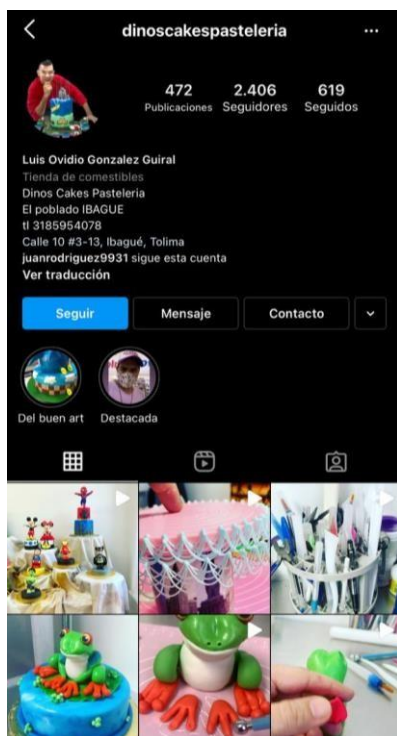 dinoscakespasteleria
472 2.406 619
Publicaciones Seguidores Seguidos
Luis Ovidio Gonzalez Guiral
Tienda de comestibles
Dinos Cakes Pasteleria
El poblado IBAGUE
tl 3185954078
Calle 10 #3-13, Ibagué, Tolima
juanrodriguez9931 sigue esta cuenta
Ver traducción
Seguir Mensaje Contacto
Del buen art Destacada